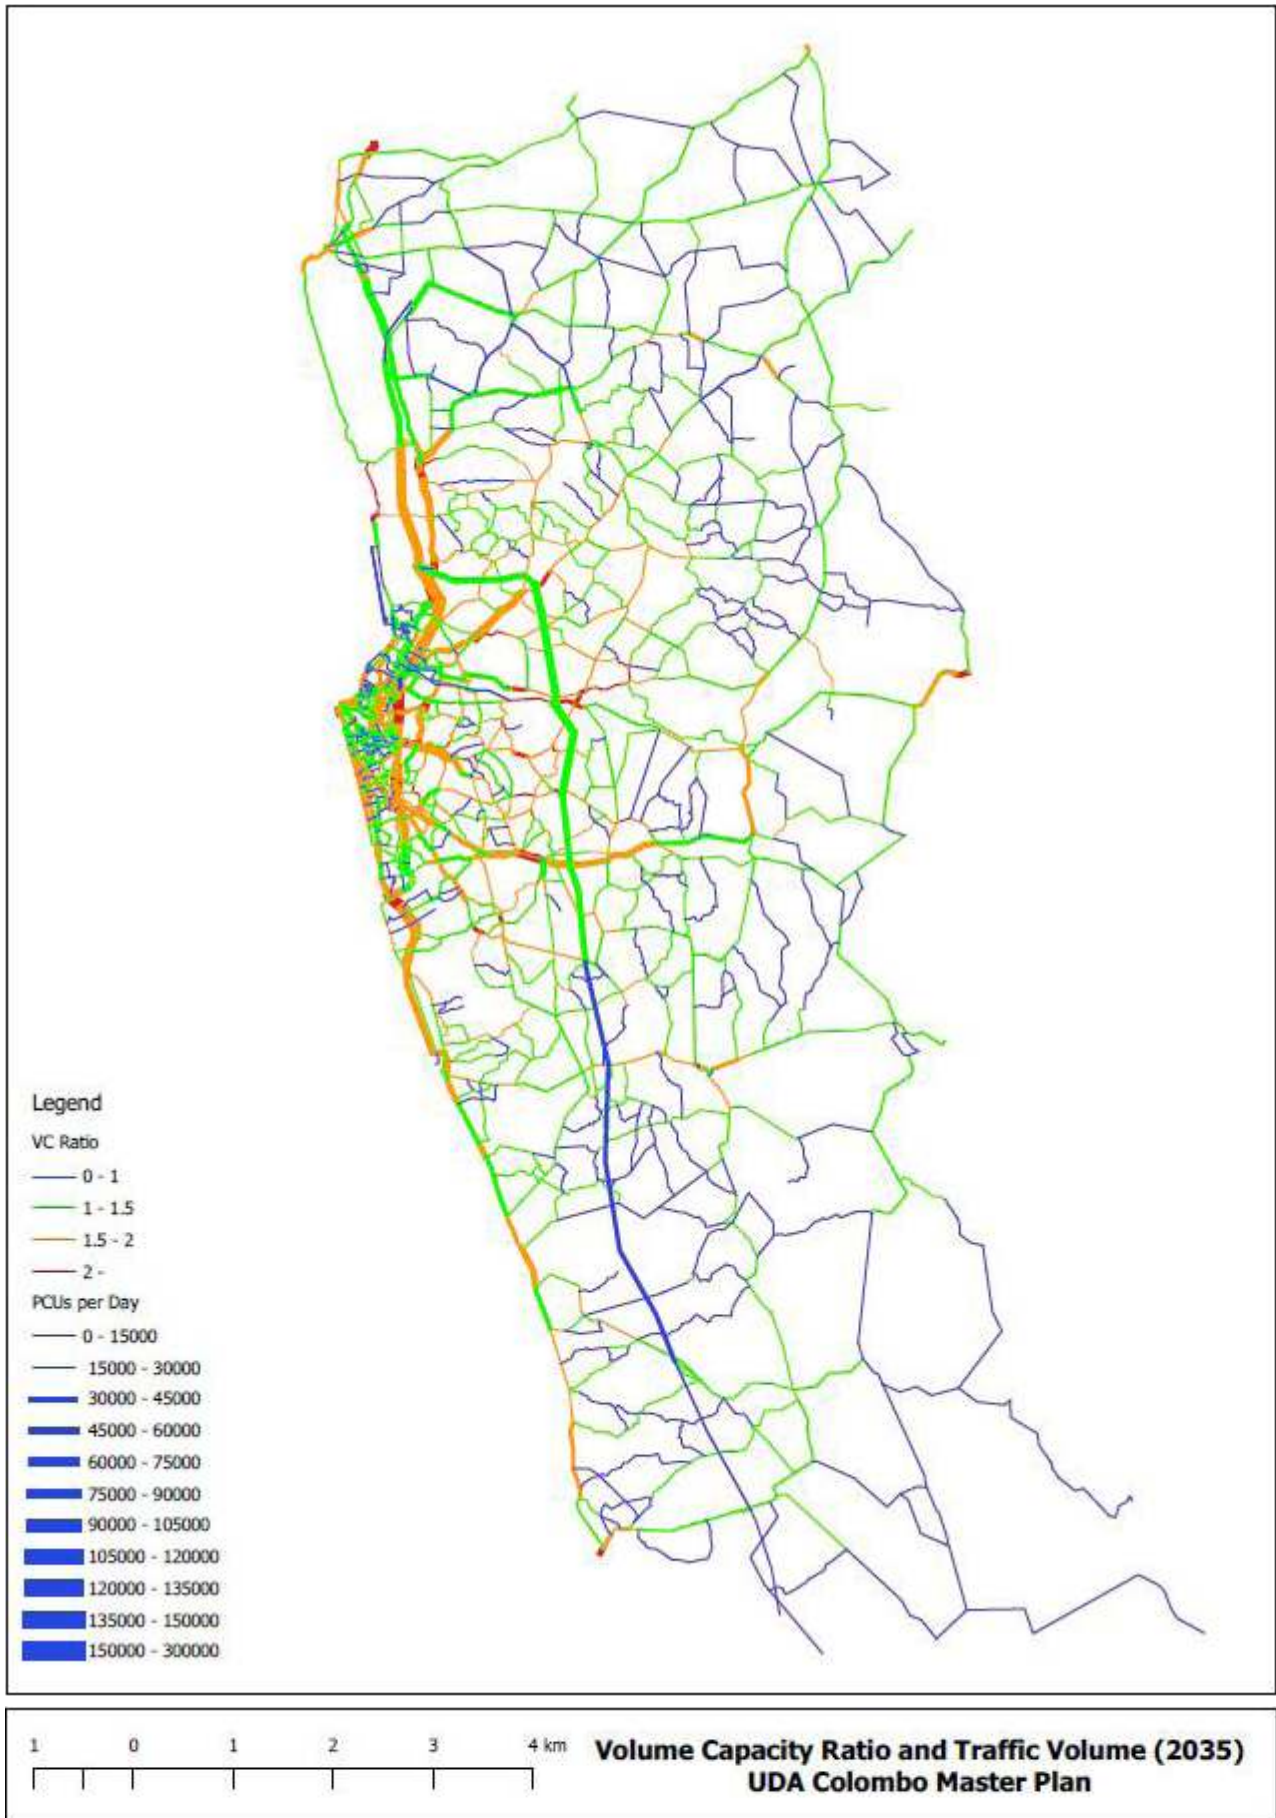 Legend
VC Ratio
0 - 1
1 - 1.5
1.5 - 2
2 -
PCUs per Day
0 - 15000
15000 - 30000
30000 - 45000
45000 - 60000
60000 - 75000
75000 - 90000
90000 - 105000
105000 - 120000
120000 - 135000
135000 - 150000
150000 - 300000
1 0 1 2 3 4 km
Volume Capacity Ratio and Traffic Volume (2035)
UDA Colombo Master Plan